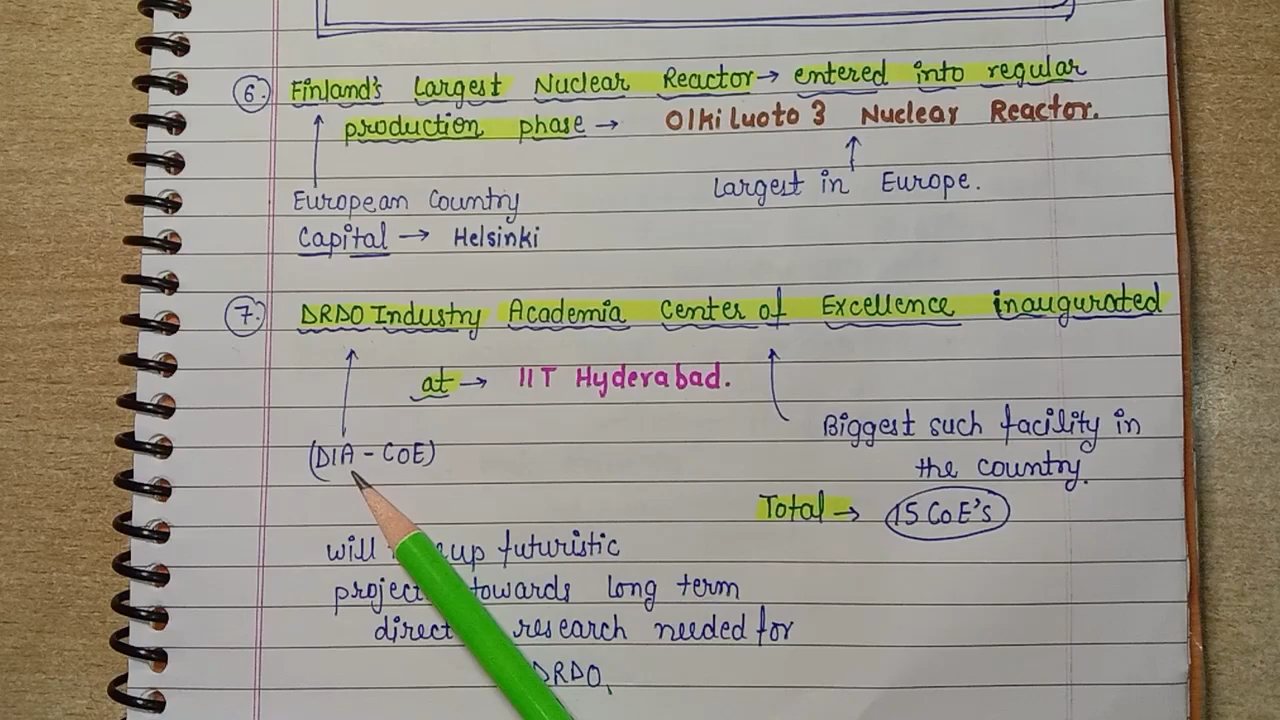 6. Finland's Largest Nuclear Reactor → entered into regular
production phase → Olkiluoto 3 Nuclear Reactor.
European Country
Largest in Europe.
Capital → Helsinki
7. DRDO Industry Academia Center of Excellence inaugurated
at → IIT Hyderabad.
Biggest such facility in
the country.
(DIA - COE)
Total → 15 CoE's
will up futuristic
towards long term
research needed for
DRDO.